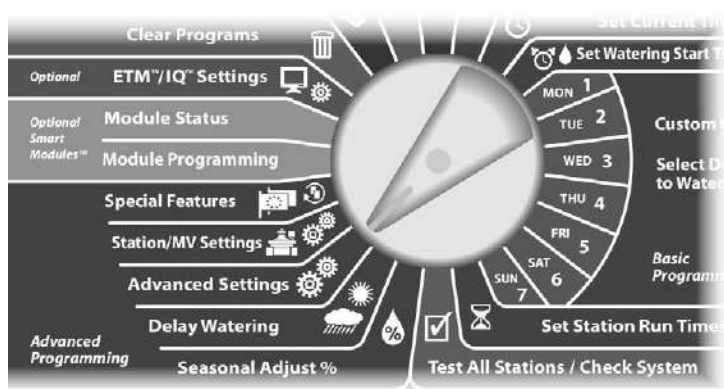 Clear Programs
Optional
ETM™/IQ™ Settings
Optional
Smart
Modules™
Module Status
Module Programming
Special Features
Station/MV Settings
Advanced Settings
Delay Watering
Advanced
Programming
Seasonal Adjust %
%
Set Current
Set Watering Start
MON 1
TUE 2
WED 3
THU 4
FRI 5
SAT 6
SUN 7
Custom
Select
to Water
Basic
Set Station Run
Test All Stations / Check System